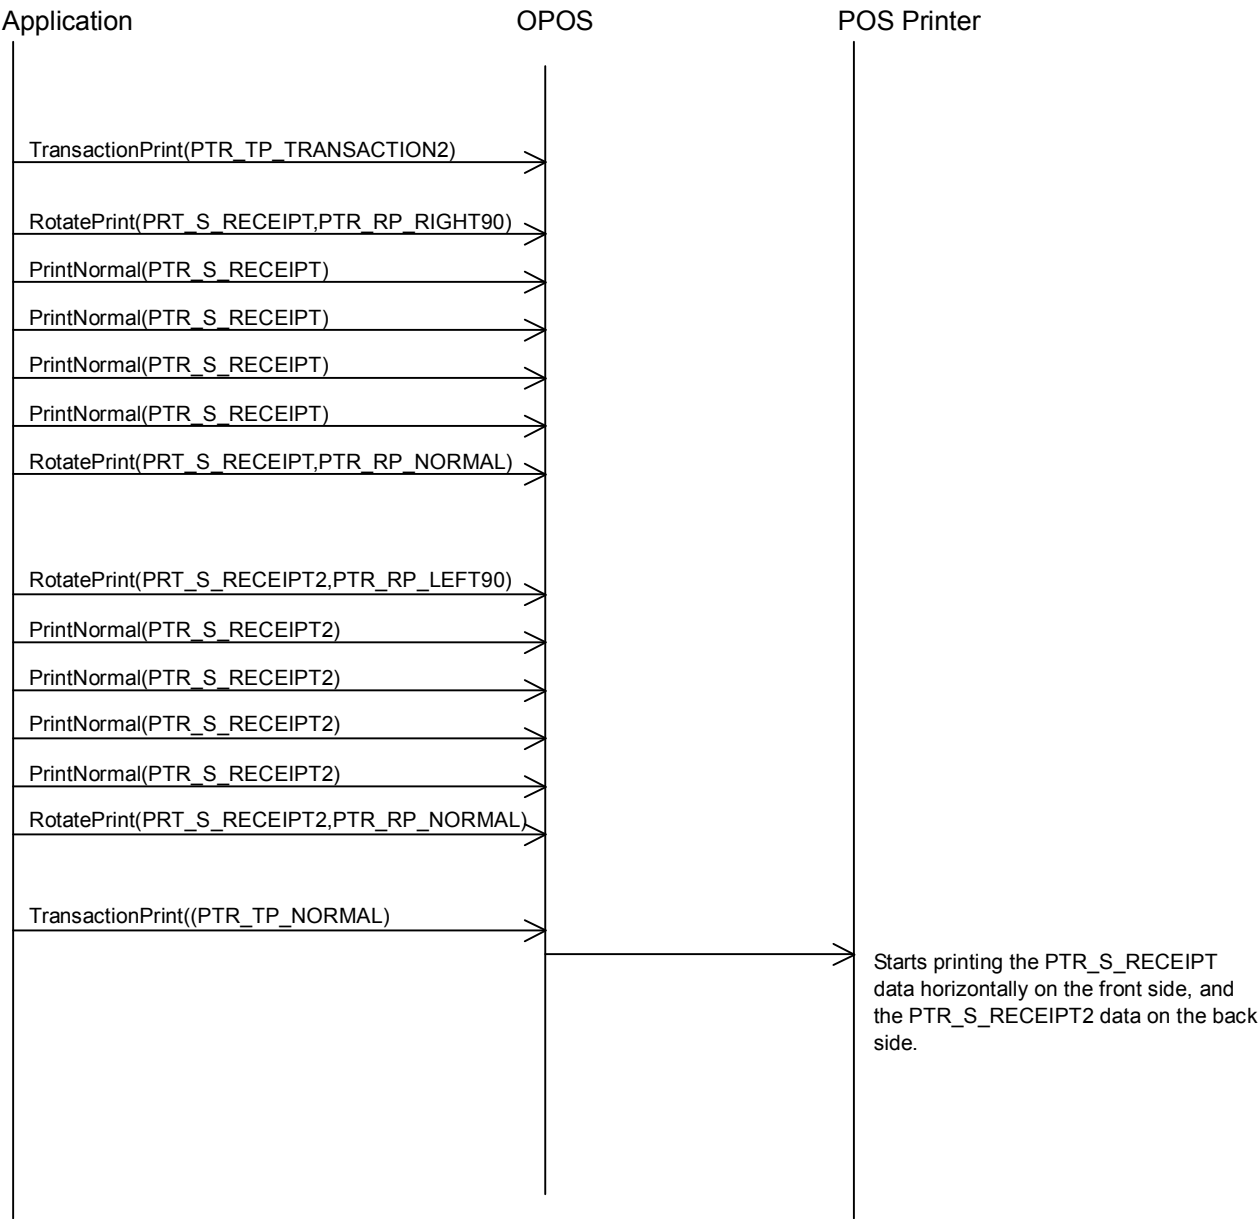 Application
OPOS
POS Printer
TransactionPrint(PTR_TP_TRANSACTION2)
RotatePrint(PRT_S_RECEIPT,PTR_RP_RIGHT90)
PrintNormal(PTR_S_RECEIPT)
PrintNormal(PTR_S_RECEIPT)
PrintNormal(PTR_S_RECEIPT)
PrintNormal(PTR_S_RECEIPT)
RotatePrint(PRT_S_RECEIPT,PTR_RP_NORMAL)
RotatePrint(PRT_S_RECEIPT2,PTR_RP_LEFT90)
PrintNormal(PTR_S_RECEIPT2)
PrintNormal(PTR_S_RECEIPT2)
PrintNormal(PTR_S_RECEIPT2)
PrintNormal(PTR_S_RECEIPT2)
RotatePrint(PRT_S_RECEIPT2,PTR_RP_NORMAL)
TransactionPrint((PTR_TP_NORMAL)
Starts printing the PTR_S_RECEIPT
data horizontally on the front side, and
the PTR_S_RECEIPT2 data on the back
side.